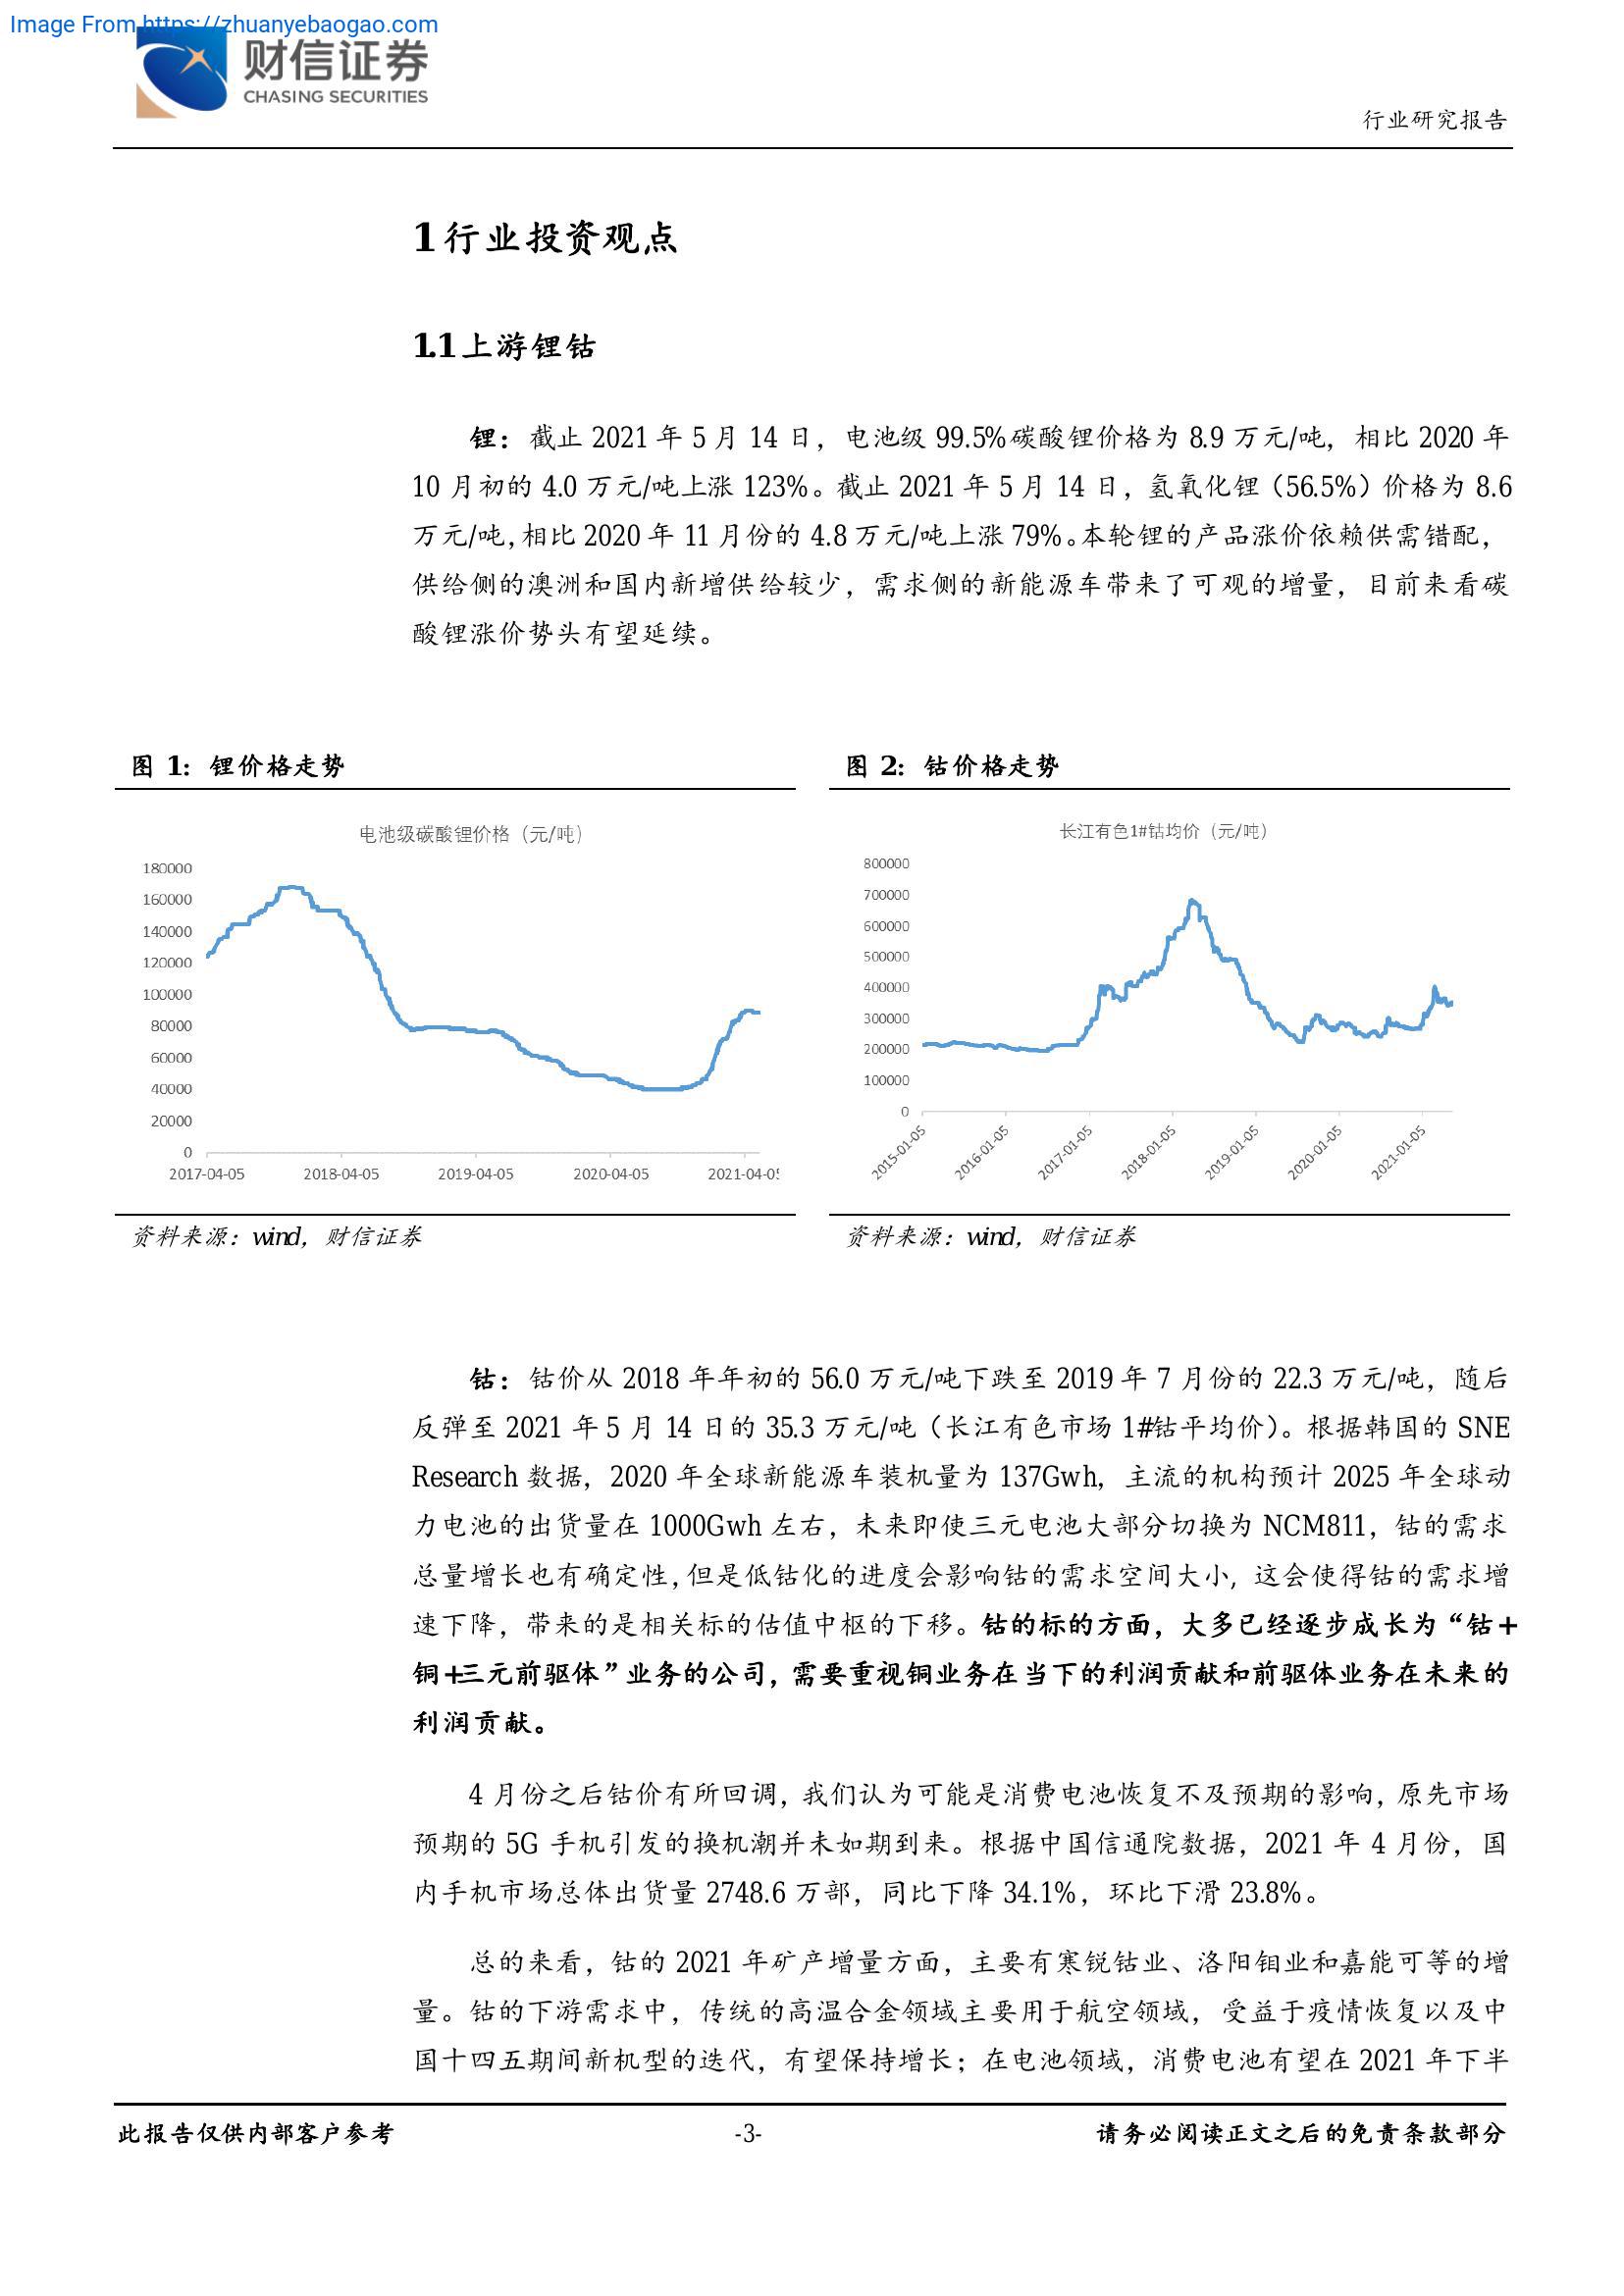 Image From https://zhuanyebaogao.com
财信证券
CHASING SECURITIES
行业研究报告
1 行业投资观点
1.1 上游锂钴
锂：截止 2021 年 5 月 14 日，电池级 99.5%碳酸锂价格为 8.9 万元/吨，相比 2020 年
10 月初的 4.0 万元/吨上涨 123%。截止 2021 年 5 月 14 日，氢氧化锂（56.5%）价格为 8.6
万元/吨，相比 2020 年 11 月份的 4.8 万元/吨上涨 79%。本轮锂的产品涨价依赖供需错配，
供给侧的澳洲和国内新增供给较少，需求侧的新能源车带来了可观的增量，目前来看碳
酸锂涨价势头有望延续。
图 1：锂价格走势
电池级碳酸锂价格（元/吨）
180000
160000
140000
120000
100000
80000
60000
40000
20000
0
2017-04-05 2018-04-05 2019-04-05 2020-04-05 2021-04-05
资料来源：wind，财信证券
图 2：钴价格走势
长江有色1#钴均价（元/吨）
800000
700000
600000
500000
400000
300000
200000
100000
0
2015-01-05 2016-01-05 2017-01-05 2018-01-05 2019-01-05 2020-01-05 2021-01-05
资料来源：wind，财信证券
钴：钴价从 2018 年年初的 56.0 万元/吨下跌至 2019 年 7 月份的 22.3 万元/吨，随后
反弹至 2021 年 5 月 14 日的 35.3 万元/吨（长江有色市场 1#钴平均价）。根据韩国的 SNE
Research 数据，2020 年全球新能源车装机量为 137Gwh，主流的机构预计 2025 年全球动
力电池的出货量在 1000Gwh 左右，未来即使三元电池大部分切换为 NCM811，钴的需求
总量增长也有确定性，但是低钴化的进度会影响钴的需求空间大小，这会使得钴的需求增
速下降，带来的是相关标的估值中枢的下移。钴的标的方面，大多已经逐步成长为“钴+
铜+三元前驱体”业务的公司，需要重视铜业务在当下的利润贡献和前驱体业务在未来的
利润贡献。
4 月份之后钴价有所回调，我们认为可能是消费电池恢复不及预期的影响，原先市场
预期的 5G 手机引发的换机潮并未如期到来。根据中国信通院数据，2021 年 4 月份，国
内手机市场总体出货量 2748.6 万部，同比下降 34.1%，环比下滑 23.8%。
总的来看，钴的 2021 年矿产增量方面，主要有寒锐钴业、洛阳钼业和嘉能可等的增
量。钴的下游需求中，传统的高温合金领域主要用于航空领域，受益于疫情恢复以及中
国十四五期间新机型的迭代，有望保持增长；在电池领域，消费电池有望在 2021 年下半
此报告仅供内部客户参考
-3-
请务必阅读正文之后的免责条款部分